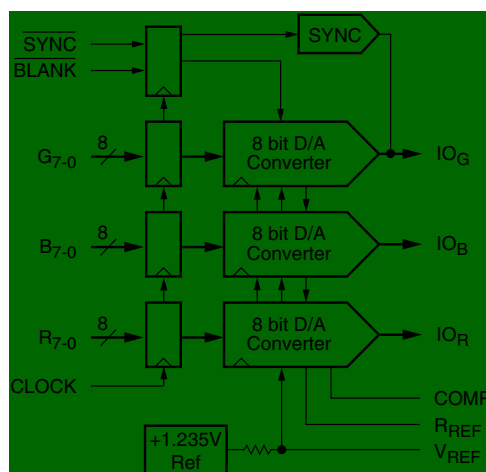 SYNC
SYNC
BLANK
8 bit D/A
Converter
G7-0
8
IOG
8 bit D/A
Converter
B7-0
8
IOB
8 bit D/A
Converter
R7-0
8
IOR
CLOCK
COMP
RREF
+1.235V
Ref
VREF